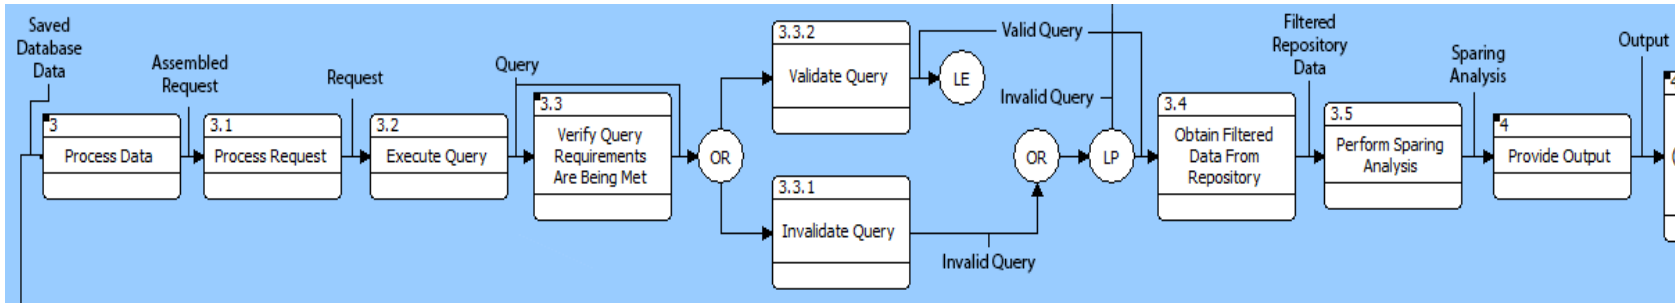 Saved
Database
Data
3
Process Data
Assembled
Request
3.1
Process Request
Request
3.2
Execute Query
Query
3.3
Verify Query
Requirements
Are Being Met
OR
3.3.2
Validate Query
LE
Valid Query
3.3.1
Invalidate Query
Invalid Query
OR
Invalid Query
LP
3.4
Obtain Filtered
Data From
Repository
Filtered
Repository
Data
3.5
Perform Sparing
Analysis
Sparing
Analysis
4
Provide Output
Output